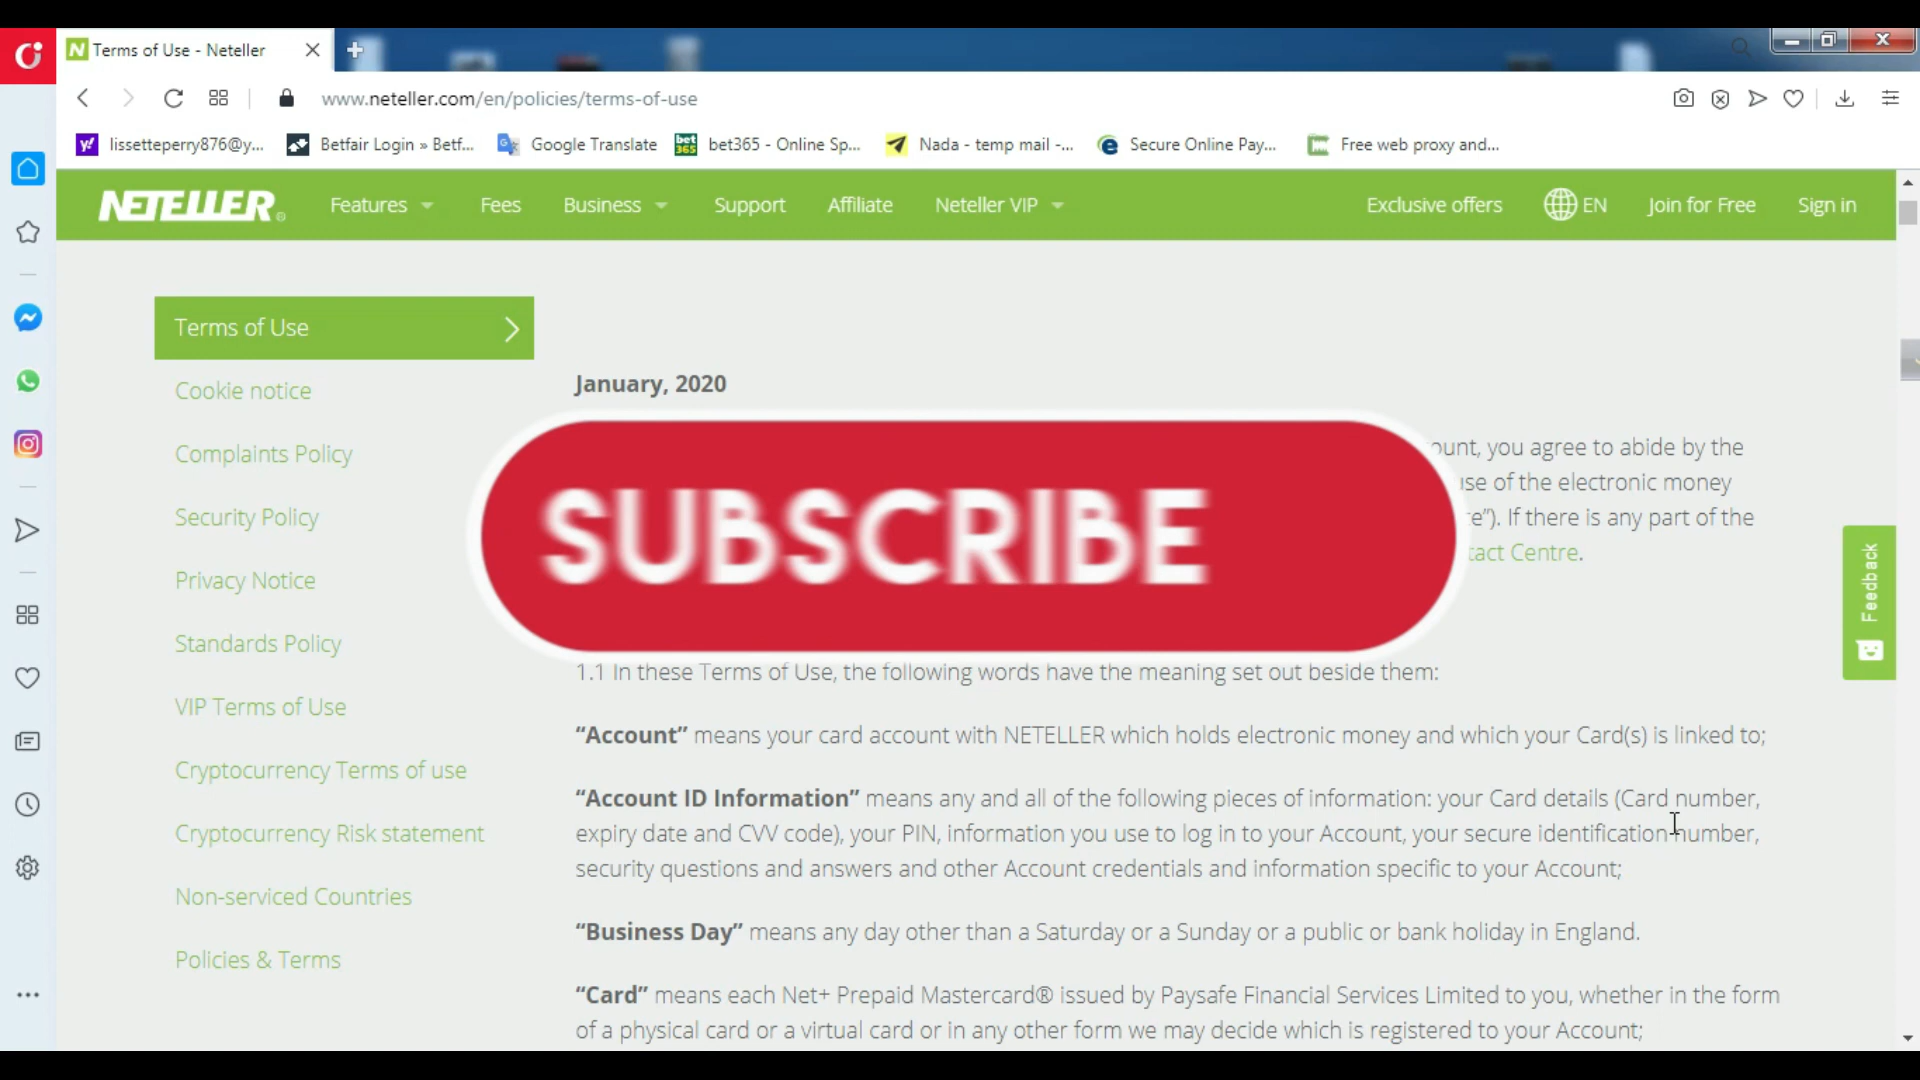 Terms of Use - Neteller
www.neteller.com/en/policies/terms-of-use
lissetteperry876@y...
Betfair Login » Betf...
Google Translate
bet365
bet365 - Online Sp...
Nada - temp mail -...
Secure Online Pay...
Free web proxy and...
NETELLER
Features
Fees
Business
Support
Affiliate
Neteller VIP
Exclusive offers
EN
Join for Free
Sign in
Terms of Use
Cookie notice
Complaints Policy
Security Policy
Privacy Notice
Standards Policy
VIP Terms of Use
Cryptocurrency Terms of use
Cryptocurrency Risk statement
Non-serviced Countries
Policies & Terms
January, 2020
you agree to abide by the
of the electronic money
If there is any part of the
Centre.
SUBSCRIBE
1.1 In these Terms of Use, the following words have the meaning set out beside them:
“Account” means your card account with NETELLER which holds electronic money and which your Card(s) is linked to;
“Account ID Information” means any and all of the following pieces of information: your Card details (Card number,
expiry date and CVV code), your PIN, information you use to log in to your Account, your secure identification number,
security questions and answers and other Account credentials and information specific to your Account;
“Business Day” means any day other than a Saturday or a Sunday or a public or bank holiday in England.
“Card” means each Net+ Prepaid Mastercard® issued by Paysafe Financial Services Limited to you, whether in the form
of a physical card or a virtual card or in any other form we may decide which is registered to your Account;
Feedback